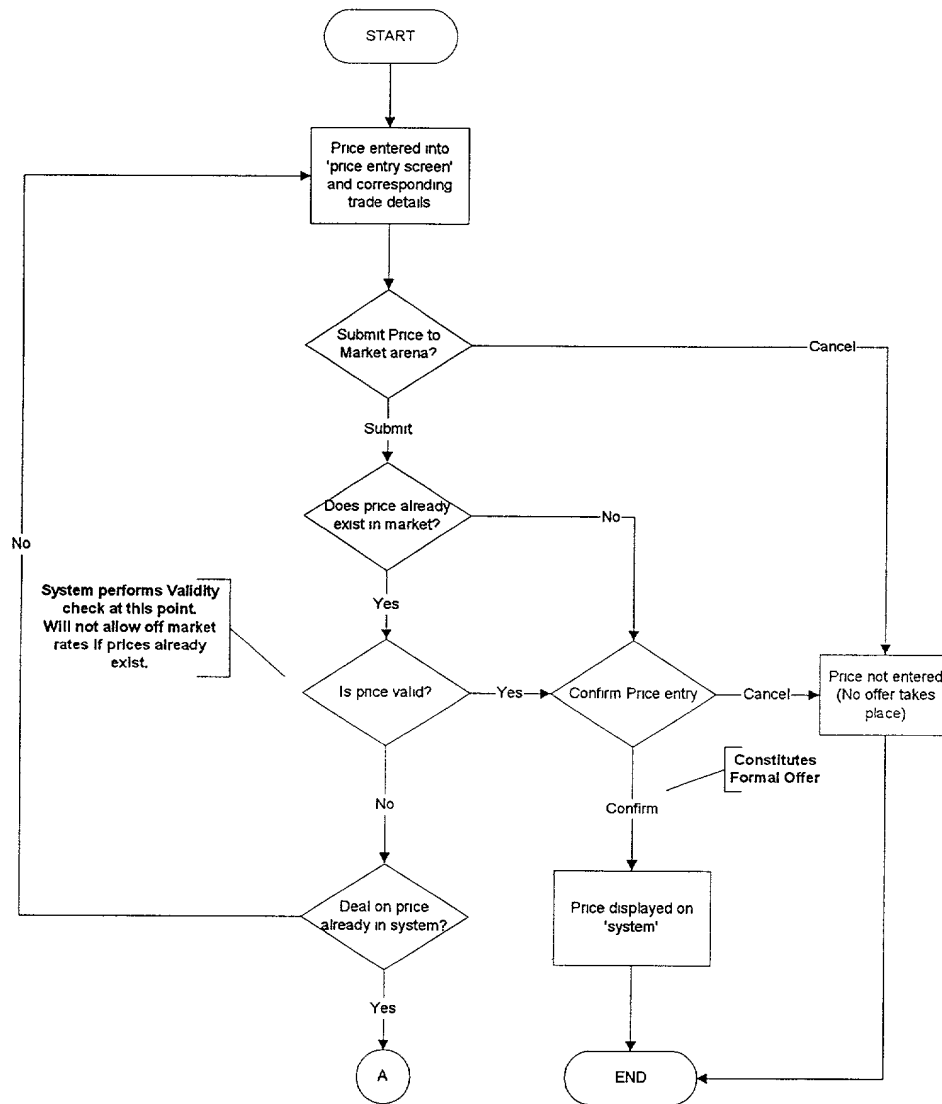 START
Price entered into
'price entry screen'
and corresponding
trade details
Submit Price to
Market arena?
Cancel
Submit
Does price already
exist in market?
No
No
System performs Validity
check at this point.
Will not allow off market
rates if prices already
exist.
Yes
Is price valid?
Yes
Confirm Price entry
Cancel
Price not entered
(No offer takes
place)
Constitutes
Formal Offer
No
Confirm
Deal on price
already in system?
Price displayed on
'system'
Yes
A
END